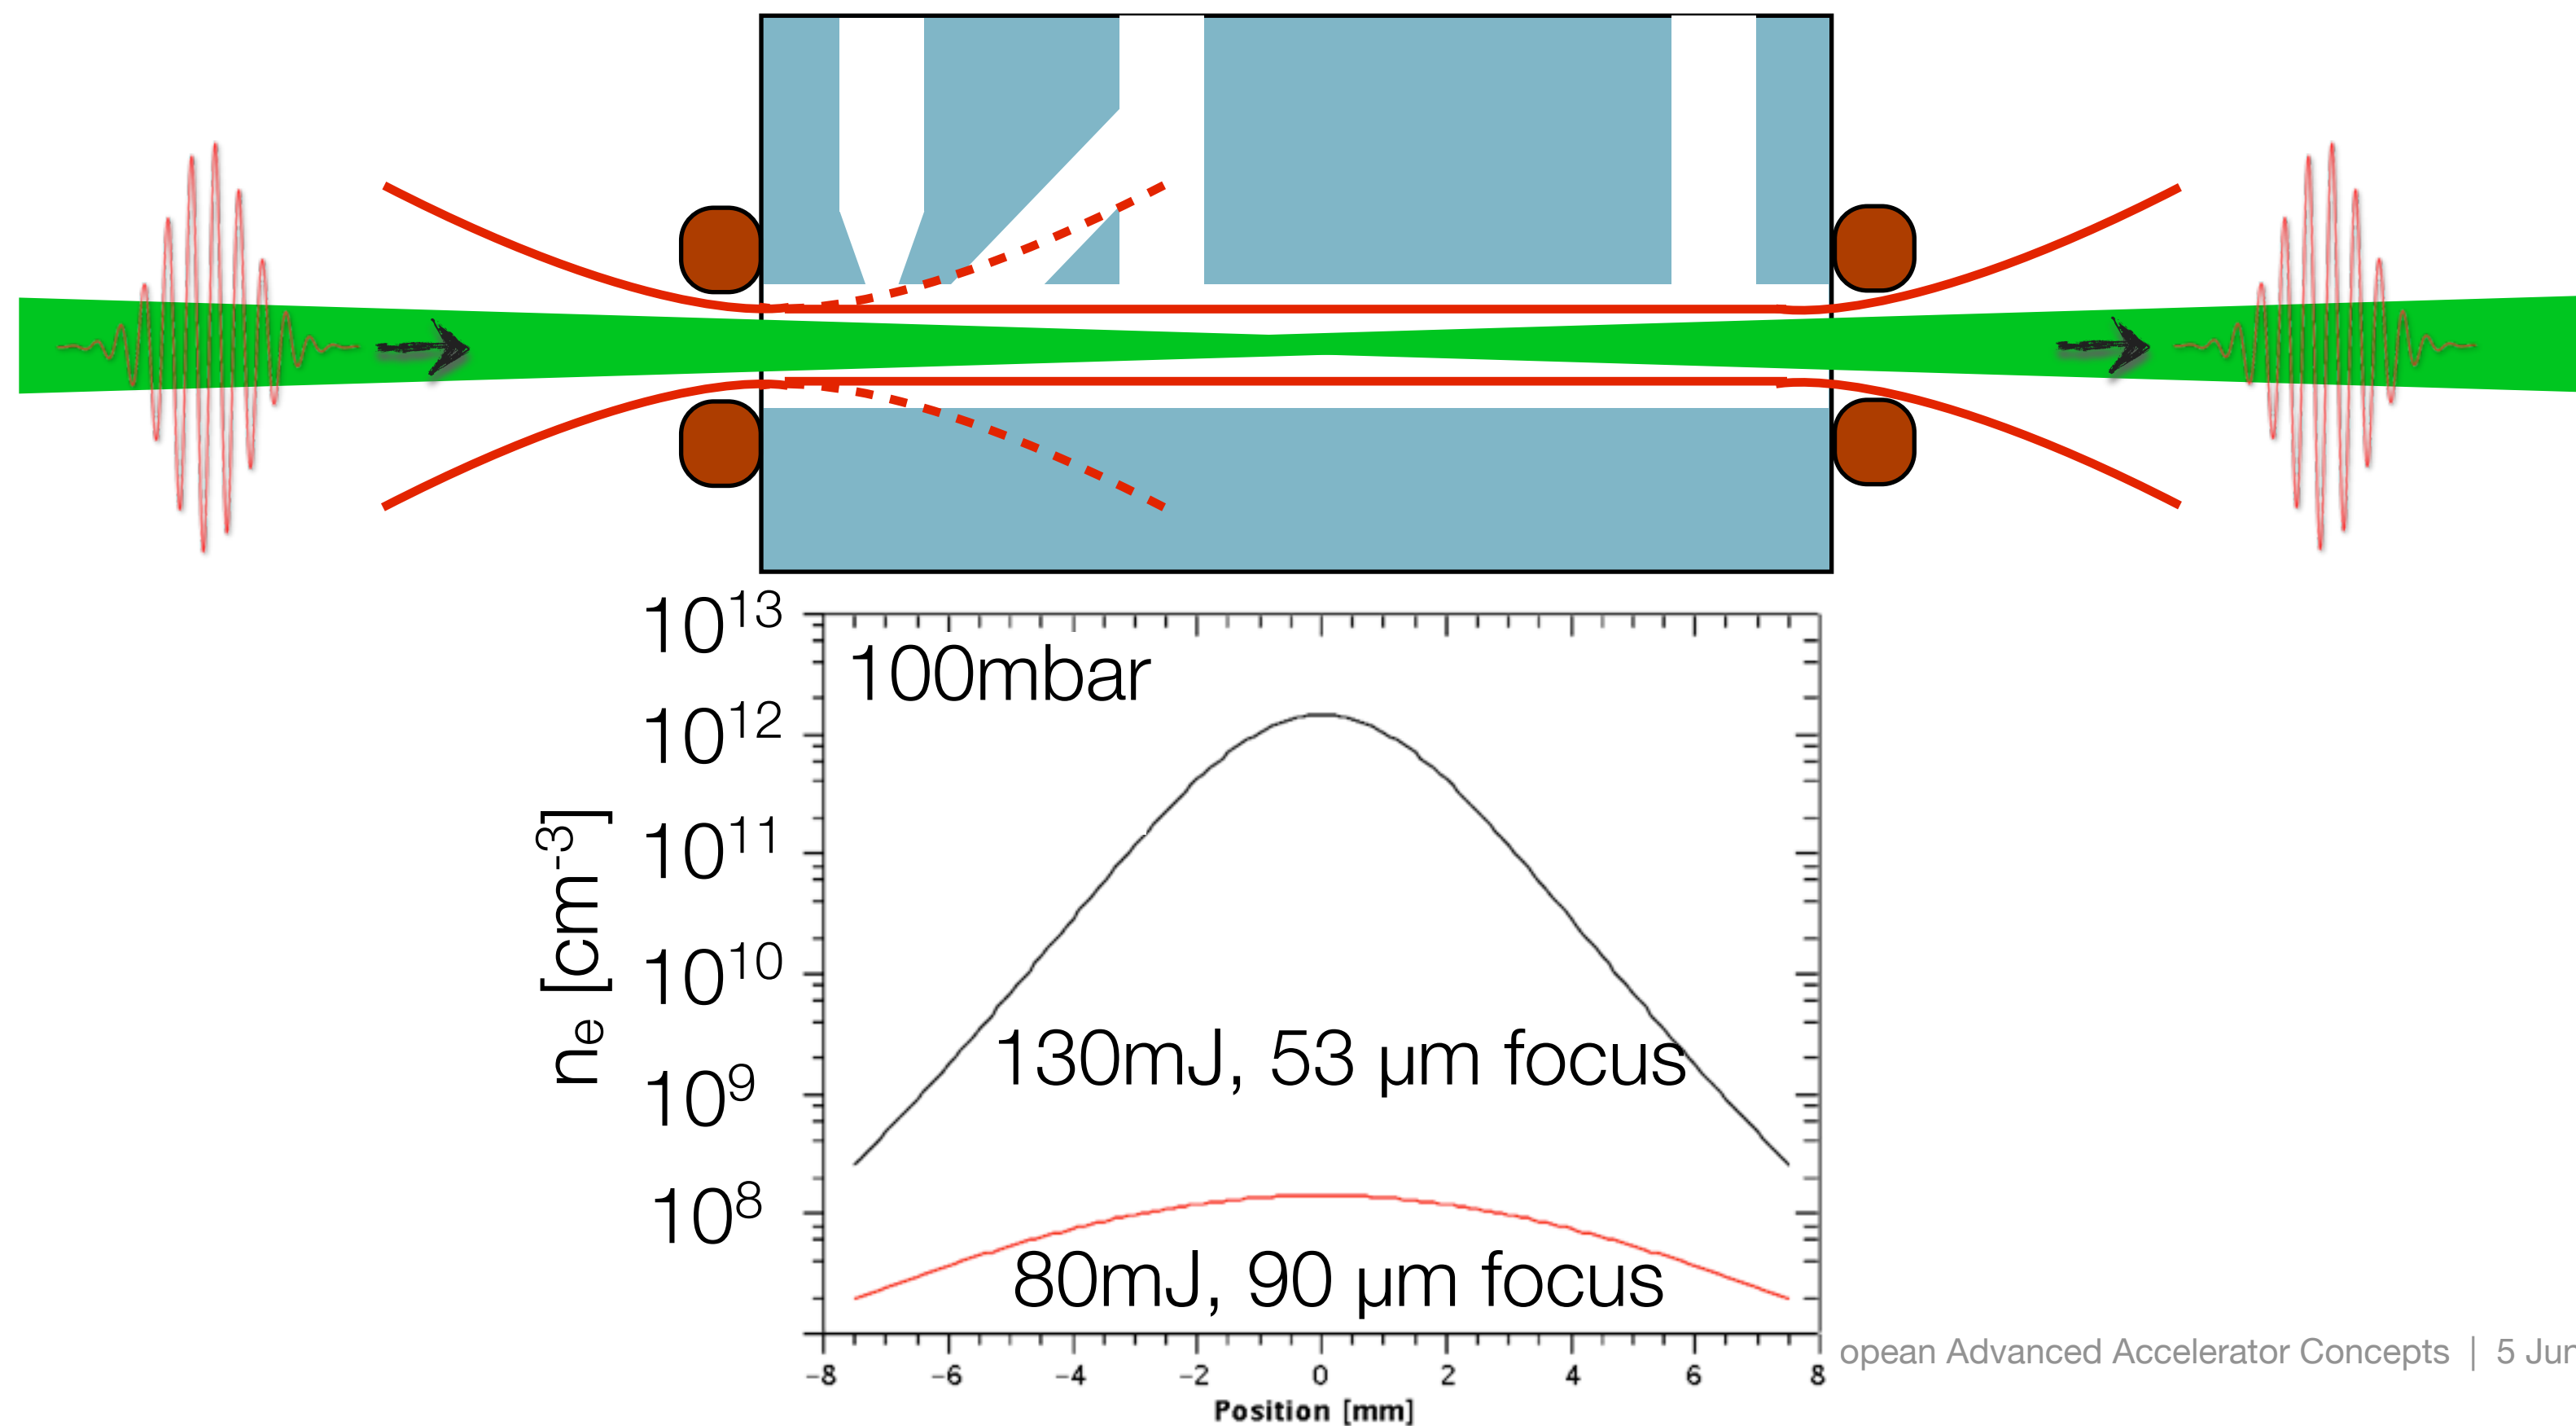 10¹³
100mbar
10¹²
10¹¹
10¹⁰
10⁹
10⁸
nₑ [cm⁻³]
130mJ, 53 µm focus
80mJ, 90 µm focus
-8 -6 -4 -2 0 2 4 6 8
Position [mm]
opean Advanced Accelerator Concepts | 5 Jun